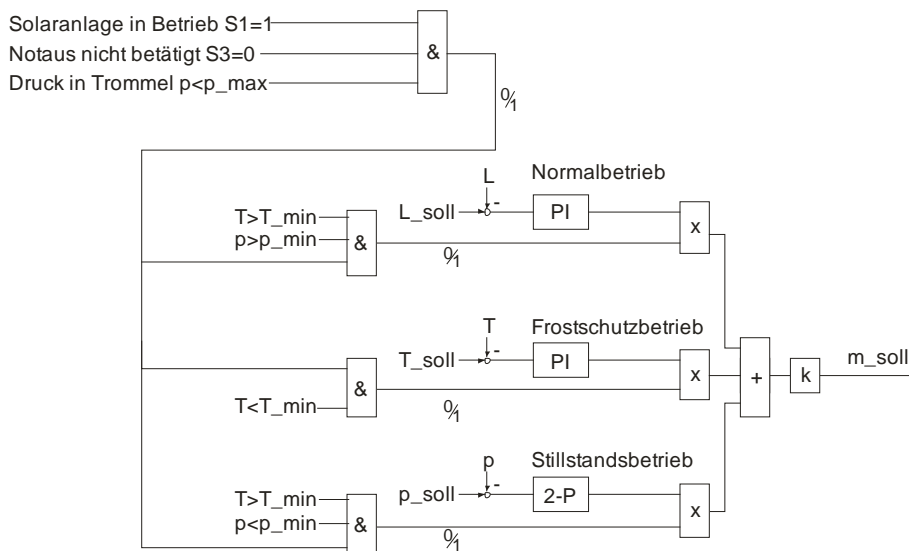 Solaranlage in Betrieb S1=1
Notaus nicht betätigt S3=0
&
Druck in Trommel p<p_max
0/1
Normalbetrieb
L
-
L_soll
PI
T>T_min
p>p_min
&
x
0/1
Frostschutzbetrieb
T
-
T_soll
PI
x
+
k
m_soll
&
T<T_min
0/1
Stillstandsbetrieb
p
-
p_soll
2-P
T>T_min
p<p_min
&
x
0/1